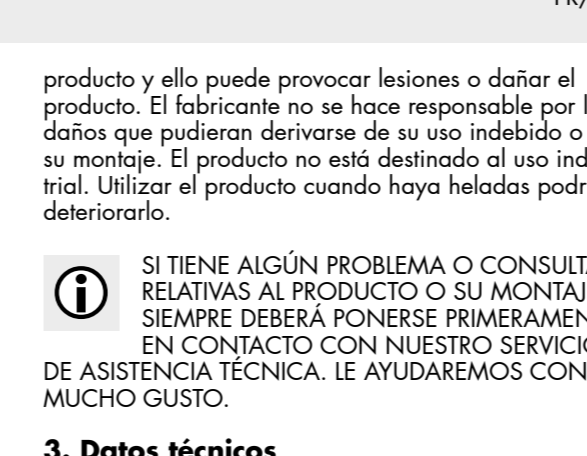 producto y ello puede provocar lesiones o dañar el
producto. El fabricante no se hace responsable por
daños que pudieran derivarse de su uso indebido o
su montaje. El producto no está destinado al uso ind
trial. Utilizar el producto cuando haya heladas podr
deteriorarlo.
SI TIENE ALGÚN PROBLEMA O CONSULTA
RELATIVAS AL PRODUCTO O SU MONTAJ
SIEMPRE DEBERÁ PONERSE PRIMERAMEN
EN CONTACTO CON NUESTRO SERVICIO
DE ASISTENCIA TÉCNICA. LE AYUDAREMOS CON
MUCHO GUSTO.
3. Datos técnicos